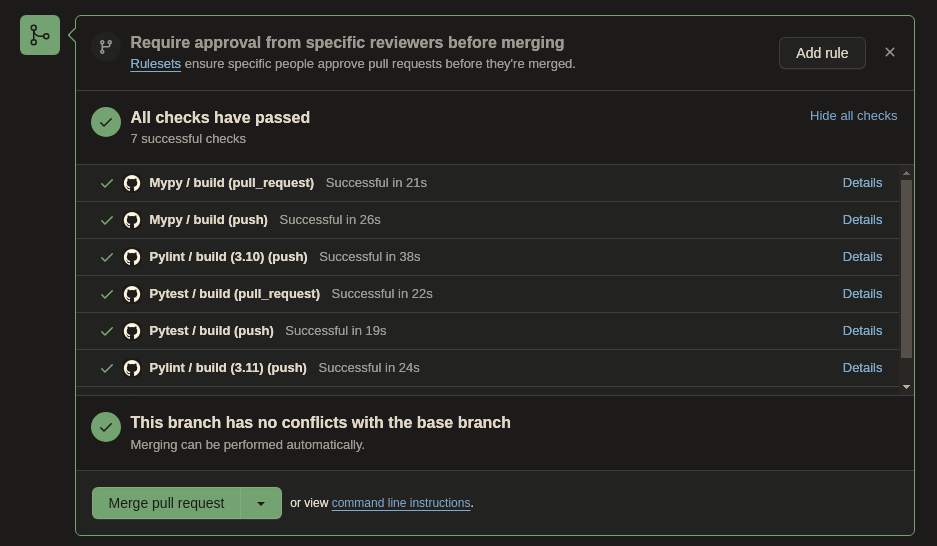 Require approval from specific reviewers before merging
Rulesets ensure specific people approve pull requests before they're merged.
Add rule
All checks have passed
7 successful checks
Hide all checks
Mypy / build (pull_request) Successful in 21s Details
Mypy / build (push) Successful in 26s Details
Pylint / build (3.10) (push) Successful in 38s Details
Pytest / build (pull_request) Successful in 22s Details
Pytest / build (push) Successful in 19s Details
Pylint / build (3.11) (push) Successful in 24s Details
This branch has no conflicts with the base branch
Merging can be performed automatically.
Merge pull request or view command line instructions.